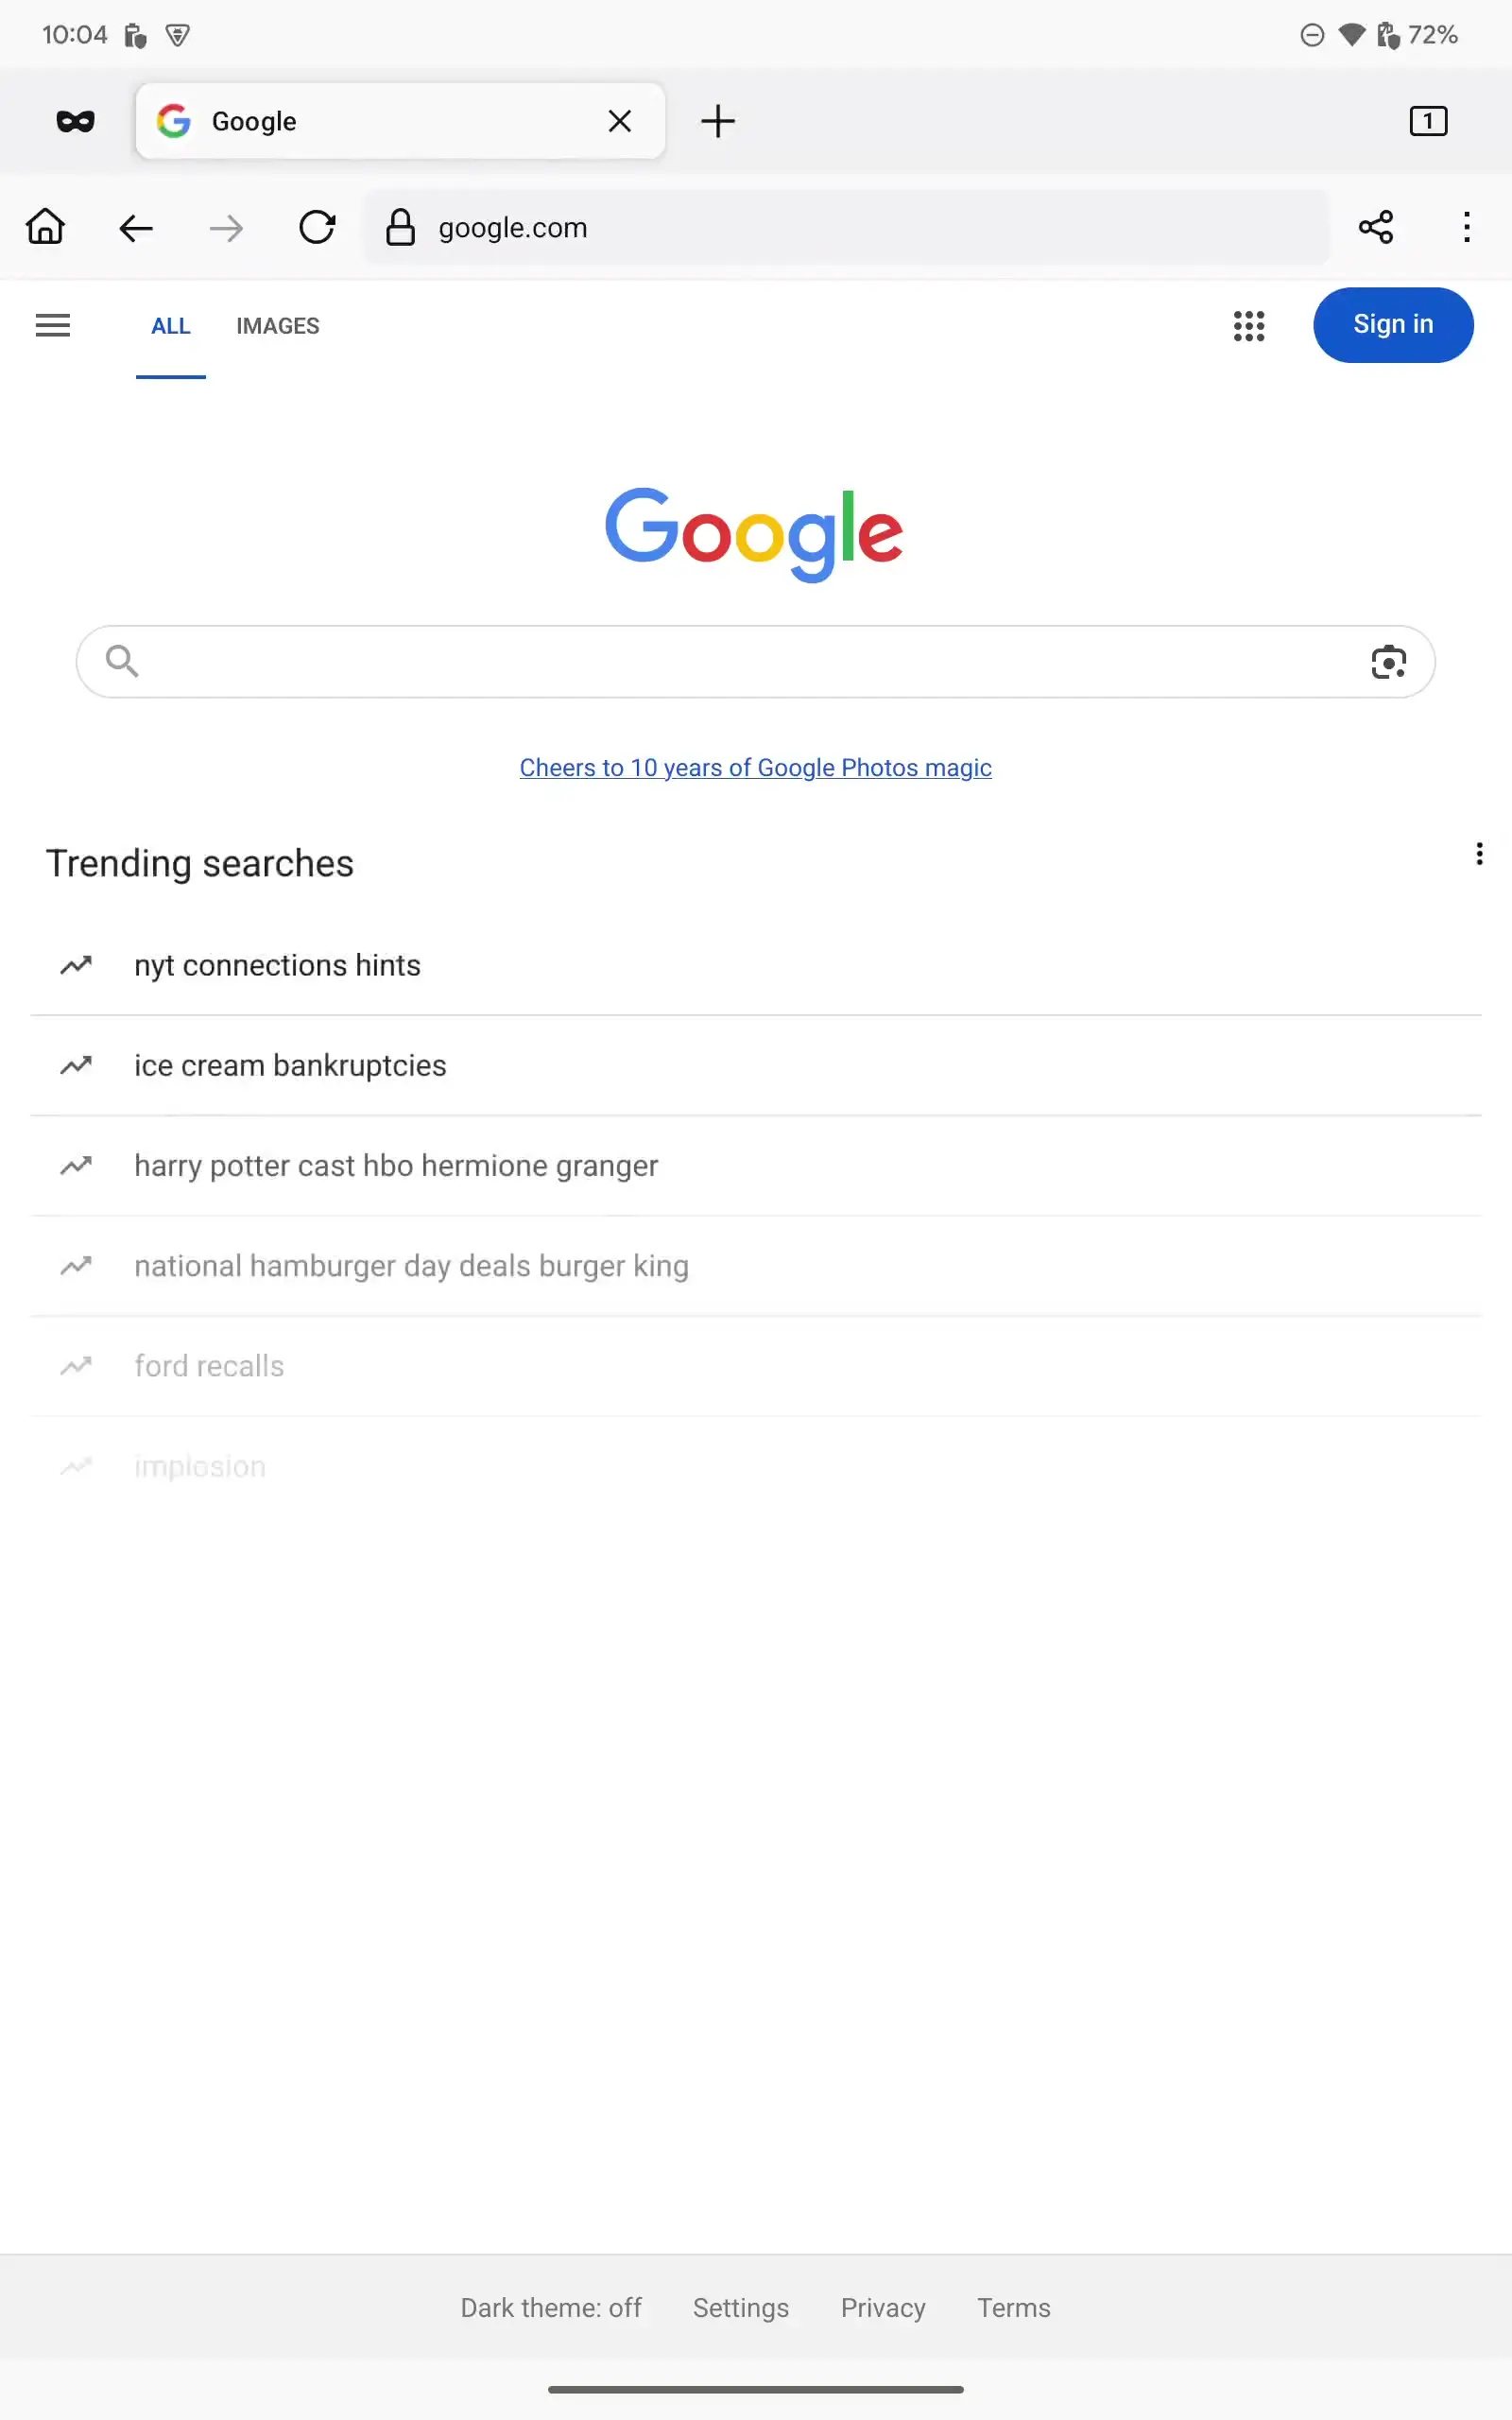 10:04
72%
Google
1
google.com
ALL
IMAGES
Sign in
Google
Cheers to 10 years of Google Photos magic
Trending searches
nyt connections hints
ice cream bankruptcies
harry potter cast hbo hermione granger
national hamburger day deals burger king
ford recalls
implosion
Dark theme: off
Settings
Privacy
Terms